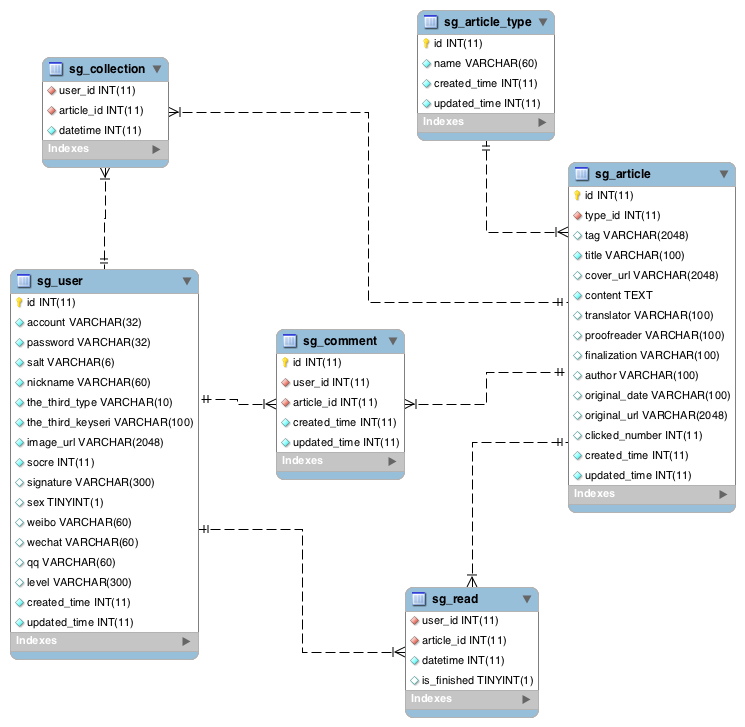 sg_article_type
id INT(11)
name VARCHAR(60)
created_time INT(11)
updated_time INT(11)
Indexes
sg_collection
user_id INT(11)
article_id INT(11)
datetime INT(11)
Indexes
sg_article
id INT(11)
type_id INT(11)
tag VARCHAR(2048)
title VARCHAR(100)
cover_url VARCHAR(2048)
content TEXT
translator VARCHAR(100)
proofreader VARCHAR(100)
finalization VARCHAR(100)
author VARCHAR(100)
original_date VARCHAR(100)
original_url VARCHAR(2048)
clicked_number INT(11)
created_time INT(11)
updated_time INT(11)
Indexes
sg_user
id INT(11)
account VARCHAR(32)
password VARCHAR(32)
salt VARCHAR(6)
nickname VARCHAR(60)
the_third_type VARCHAR(10)
the_third_keyseri VARCHAR(100)
image_url VARCHAR(2048)
socre INT(11)
signature VARCHAR(300)
sex TINYINT(1)
weibo VARCHAR(60)
wechat VARCHAR(60)
qq VARCHAR(60)
level VARCHAR(300)
created_time INT(11)
updated_time INT(11)
Indexes
sg_comment
id INT(11)
user_id INT(11)
article_id INT(11)
created_time INT(11)
updated_time INT(11)
Indexes
sg_read
user_id INT(11)
article_id INT(11)
datetime INT(11)
is_finished TINYINT(1)
Indexes